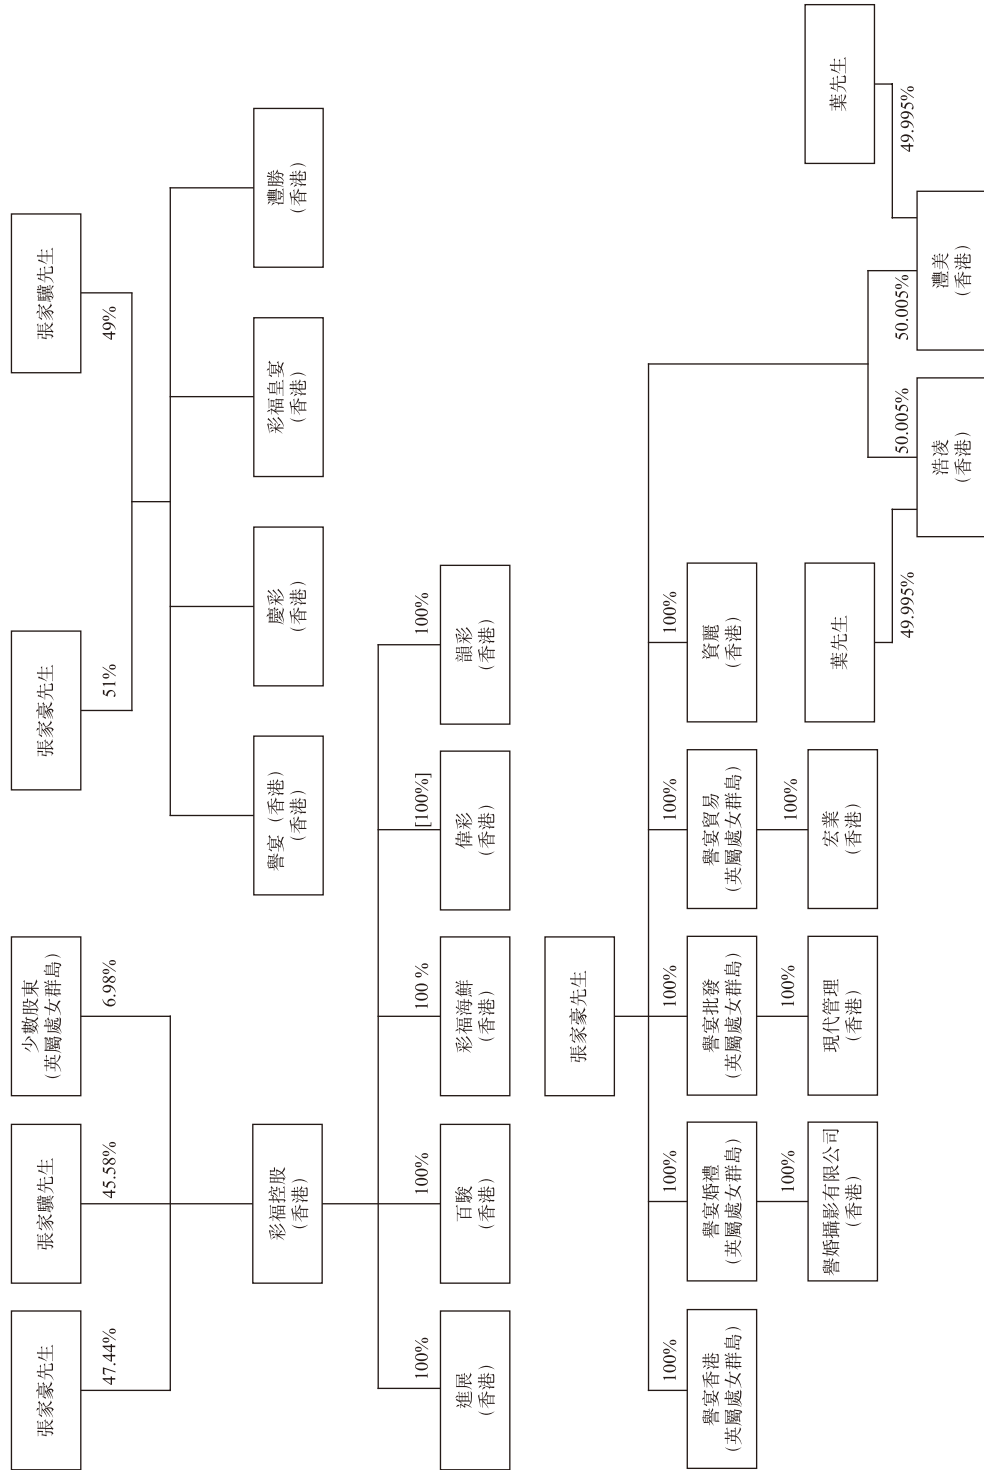 張家豪先生
47.44%
張家驥先生
45.58%
少數股東
（英屬處女群島）
6.98%
彩福控股
（香港）
100%
進展
（香港）
100%
百駿
（香港）
100 %
彩福海鮮
（香港）
[100%]
偉彩
（香港）
100%
韻彩
（香港）
張家豪先生
51%
張家驥先生
49%
譽宴（香港）
（香港）
慶彩
（香港）
彩福皇宴
（香港）
灃勝
（香港）
張家豪先生
100%
譽宴香港
（英屬處女群島）
100%
譽宴婚禮
（英屬處女群島）
100%
譽婚攝影有限公司
（香港）
100%
譽宴批發
（英屬處女群島）
100%
現代管理
（香港）
100%
譽宴貿易
（英屬處女群島）
100%
宏業
（香港）
100%
資麗
（香港）
葉先生
49.995%
50.005%
浩凌
（香港）
50.005%
灃美
（香港）
葉先生
49.995%